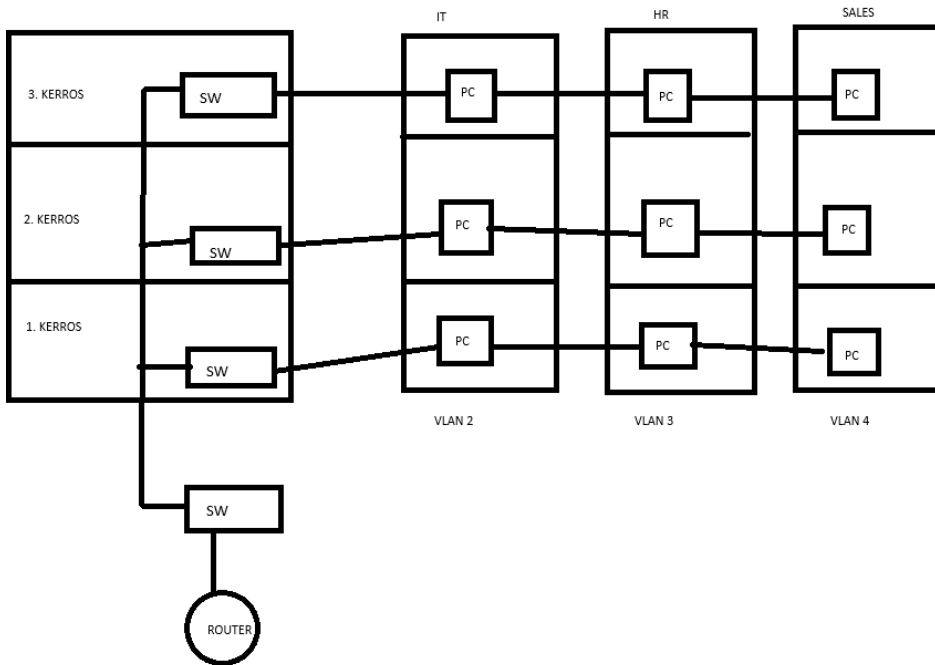 IT
HR
SALES
3. KERROS
SW
PC
PC
PC
2. KERROS
SW
PC
PC
PC
1. KERROS
SW
PC
PC
PC
VLAN 2
VLAN 3
VLAN 4
SW
ROUTER